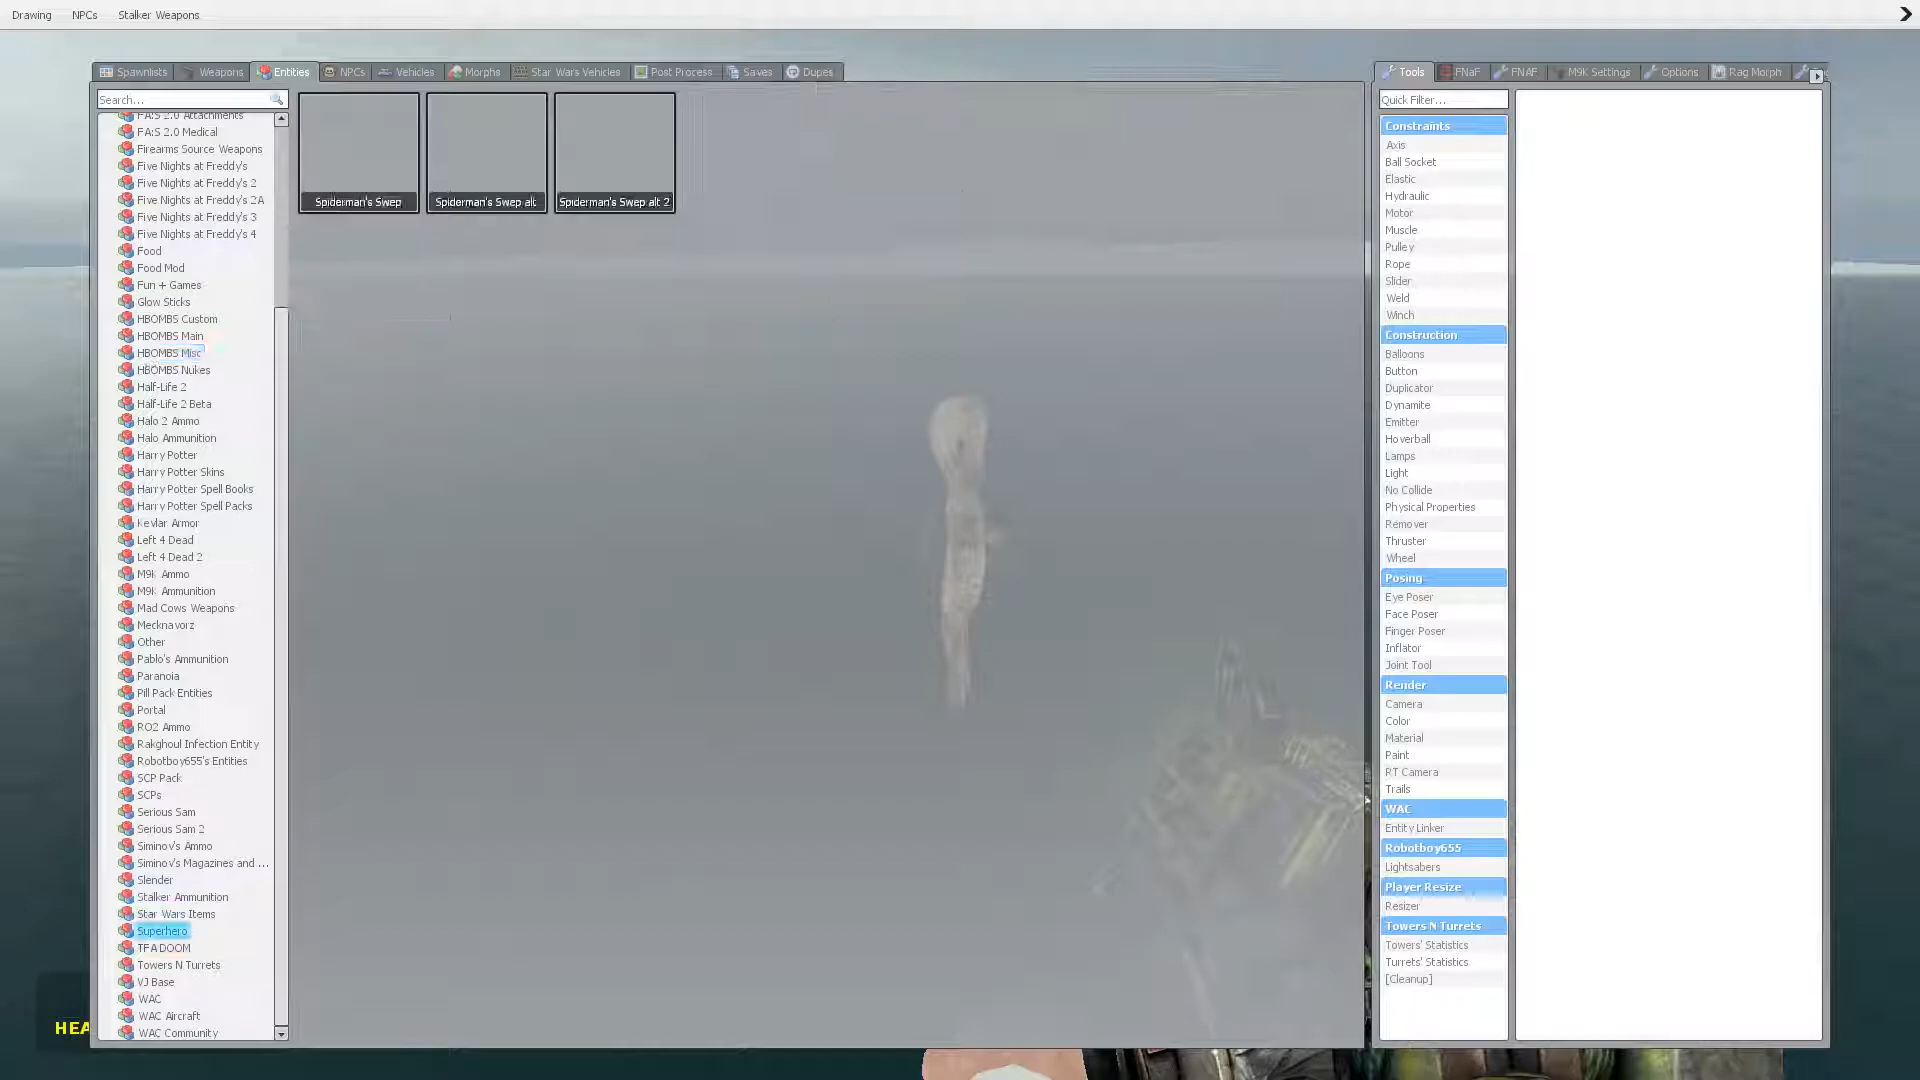 Drawing NPCs Stalker Weapons
Spawnlists Weapons Entities NPCs Vehicles Morphs Star Wars Vehicles Post Process Saves Dupes
Search...
F.A:S 2.0 Attachments
F.A:S 2.0 Medical
Firearms Source Weapons
Five Nights at Freddy's
Five Nights at Freddy's 2
Five Nights at Freddy's 2A
Five Nights at Freddy's 3
Five Nights at Freddy's 4
Food
Food Mod
Fun + Games
Glow Sticks
HBOMBS Custom
HBOMBS Main
HBOMBS Misc
HBOMBS Nukes
Half-Life 2
Half-Life 2 Beta
Halo 2 Ammo
Halo Ammunition
Harry Potter
Harry Potter Skins
Harry Potter Spell Books
Harry Potter Spell Packs
Kevlar Armor
Left 4 Dead
Left 4 Dead 2
M9K Ammo
M9K Ammunition
Mad Cows Weapons
Mecknavorz
Other
Pablo's Ammunition
Paranoia
Pill Pack Entities
Portal
RO2 Ammo
Rakghoul Infection Entity
Robotboy655's Entities
SCP Pack
SCPs
Serious Sam
Serious Sam 2
Siminov's Ammo
Siminov's Magazines and ...
Slender
Stalker Ammunition
Star Wars Items
Superhero
TFA DOOM
Towers N Turrets
VJ Base
WAC
WAC Aircraft
WAC Community
Spiderman's Swep
Spiderman's Swep alt
Spiderman's Swep alt 2
Tools FNaF FNAF M9K Settings Options Rag Morph
Quick Filter...
Constraints
Axis
Ball Socket
Elastic
Hydraulic
Motor
Muscle
Pulley
Rope
Slider
Weld
Winch
Construction
Balloons
Button
Duplicator
Dynamite
Emitter
Hoverball
Lamps
Light
No Collide
Physical Properties
Remover
Thruster
Wheel
Posing
Eye Poser
Face Poser
Finger Poser
Inflator
Joint Tool
Render
Camera
Color
Material
Paint
RT Camera
Trails
WAC
Entity Linker
Robotboy655
Lightsabers
Player Resize
Resizer
Towers N Turrets
Towers' Statistics
Turrets' Statistics
[Cleanup]
HEA